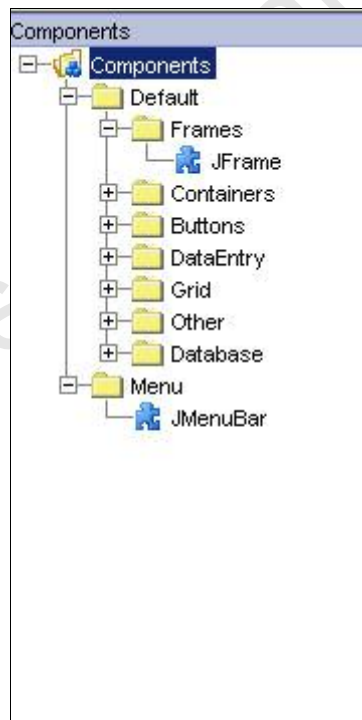 Components
Components
Default
Frames
JFrame
Containers
Buttons
DataEntry
Grid
Other
Database
Menu
JMenuBar